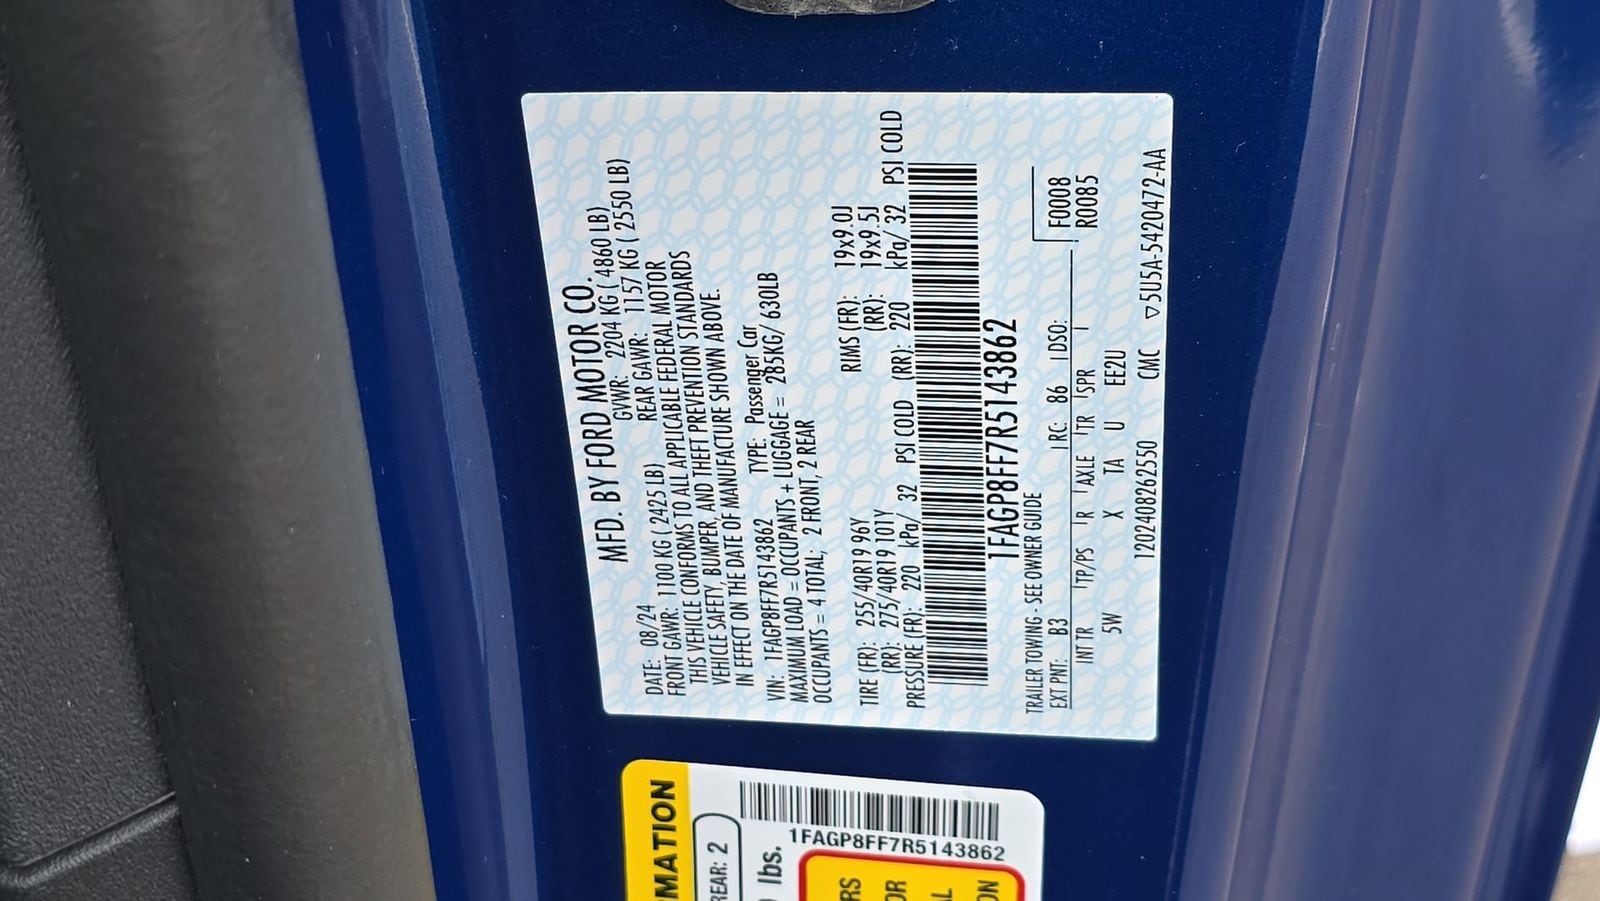 MFD. BY FORD MOTOR CO.
DATE: 08/24 GVWR: 2204 KG ( 4860 LB)
FRONT GAWR: 1100 KG ( 2425 LB) REAR GAWR: 1157 KG ( 2550 LB)
THIS VEHICLE CONFORMS TO ALL APPLICABLE FEDERAL MOTOR
VEHICLE SAFETY, BUMPER, AND THEFT PREVENTION STANDARDS
IN EFFECT ON THE DATE OF MANUFACTURE SHOWN ABOVE.
VIN: 1FAGP8FF7R5143862 TYPE: Passenger Car
MAXIMUM LOAD = OCCUPANTS + LUGGAGE = 285KG/ 630LB
OCCUPANTS = 4 TOTAL; 2 FRONT, 2 REAR
TIRE (FR): 255/40R19 96Y RIMS (FR): 19x9.0J
(RR): 275/40R19 101Y (RR): 19x9.5J
PRESSURE (FR): 220 kPa/ 32 PSI COLD (RR): 220 kPa/ 32 PSI COLD
1FAGP8FF7R5143862
TRAILER TOWING - SEE OWNER GUIDE
EXT PNT: B3 RC: 86 DSO: F0008
INT TR TP/PS R AXLE TR SPR R0085
5W X TA U EE2U
1202408262550 CMC ▽5U5A-5420472-AA
MATION
REAR: 2
lbs.
1FAGP8FF7R5143862
RS
OR
AL
ON